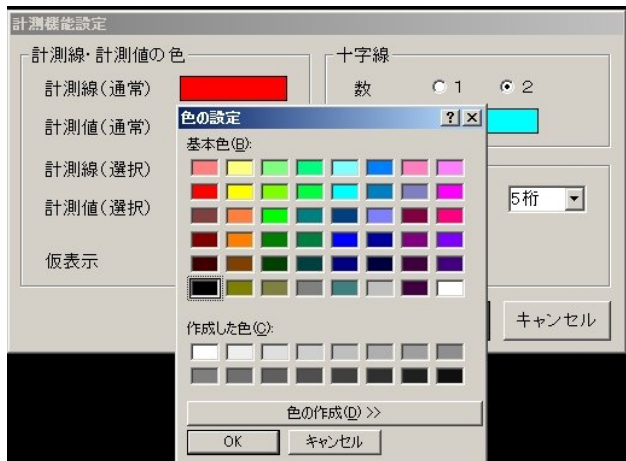 計測機能設定
計測線・計測値の色
計測線(通常)
計測値(通常)
計測線(選択)
計測値(選択)
仮表示
十字線
数
1
2
5桁
キャンセル
色の設定
基本色(B):
作成した色(C):
色の作成(D) >>
OK
キャンセル